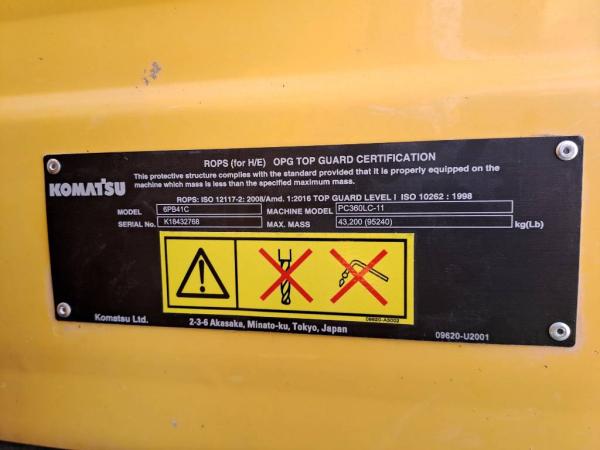 ROPS (for H/E) OPG TOP GUARD CERTIFICATION
This protective structure complies with the standard provided that it is properly equipped on the
machine which mass is less than the specified maximum mass.
KOMATSU
ROPS: ISO 12117-2: 2008/Amd. 1:2016 TOP GUARD LEVEL I ISO 10262 : 1998
MODEL 6PB41C MACHINE MODEL PC360LC-11
SERIAL No. K18432768 MAX. MASS 43,200 (95240) kg(Lb)
09620-A0002
Komatsu Ltd.
2-3-6 Akasaka, Minato-ku, Tokyo, Japan
09620-U2001